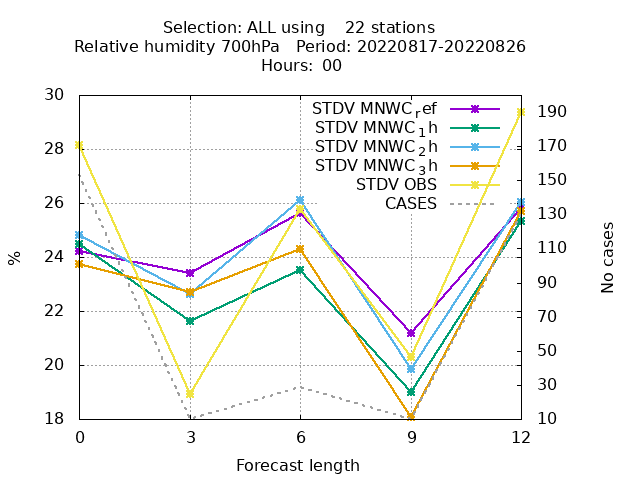 Selection: ALL using    22 stations
Relative humidity 700hPa   Period: 20220817-20220826
Hours: 00
STDV MNWC_ref
STDV MNWC_1h
STDV MNWC_2h
STDV MNWC_3h
STDV OBS
CASES
%
30
28
26
24
22
20
18
No cases
190
170
150
130
110
90
70
50
30
10
0 3 6 9 12
Forecast length